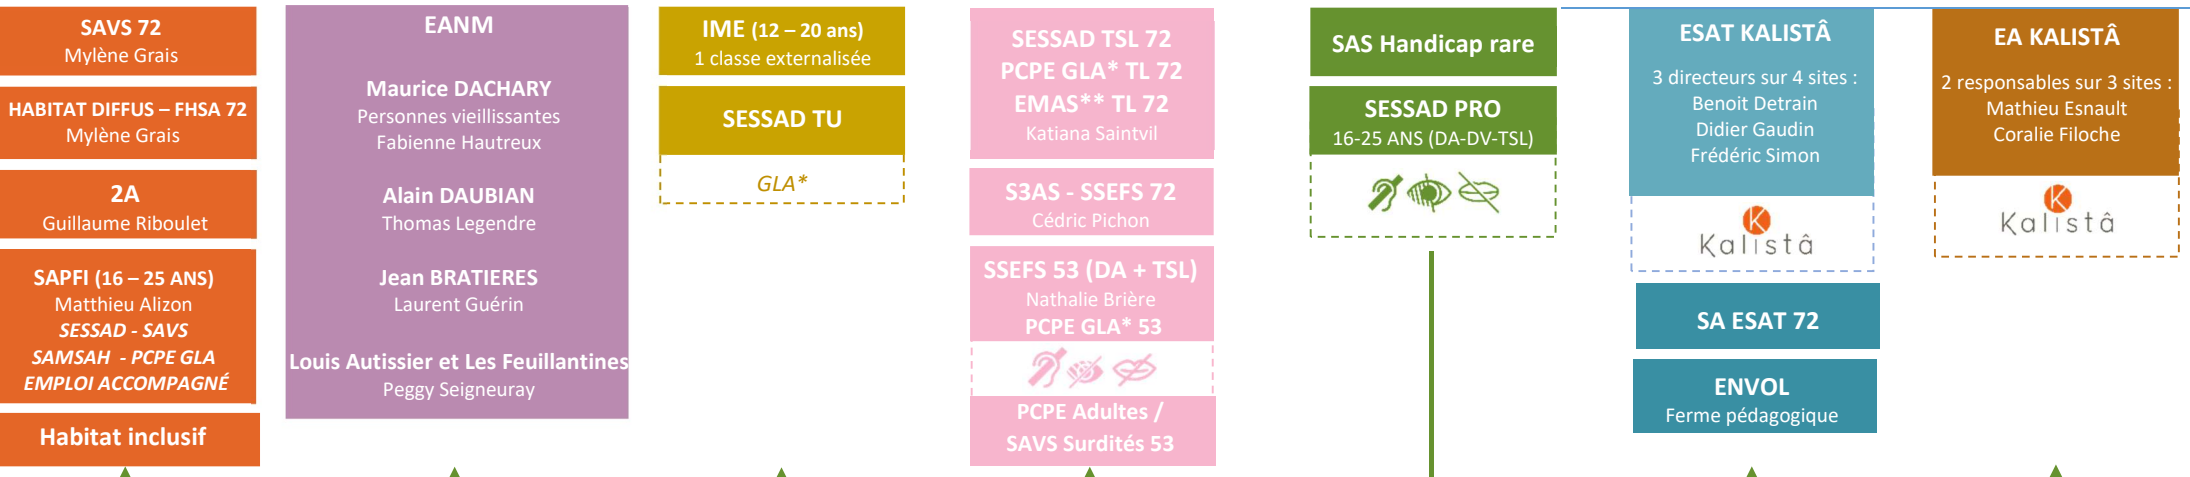 SAVS 72
Mylène Grais
HABITAT DIFFUS – FHSA 72
Mylène Grais
2A
Guillaume Riboulet
SAPFI (16 – 25 ANS)
Matthieu Alizon
SESSAD - SAVS
SAMSAH - PCPE GLA
EMPLOI ACCOMPAGNÉ
Habitat inclusif
EANM
Maurice DACHARY
Personnes vieillissantes
Fabienne Hautreux
Alain DAUBIAN
Thomas Legendre
Jean BRATIERES
Laurent Guérin
Louis Autissier et Les Feuillantines
Peggy Seigneuray
IME (12 – 20 ans)
1 classe externalisée
SESSAD TU
GLA*
SESSAD TSL 72
PCPE GLA* TL 72
EMAS** TL 72
Katiana Saintvil
S3AS - SSEFS 72
Cédric Pichon
SSEFS 53 (DA + TSL)
Nathalie Brière
PCPE GLA* 53
PCPE Adultes /
SAVS Surdités 53
SAS Handicap rare
SESSAD PRO
16-25 ANS (DA-DV-TSL)
ESAT KALISTÂ
3 directeurs sur 4 sites :
Benoit Detrain
Didier Gaudin
Frédéric Simon
K
Kalistâ
SA ESAT 72
ENVOL
Ferme pédagogique
EA KALISTÂ
2 responsables sur 3 sites :
Mathieu Esnault
Coralie Filoche
K
Kalistâ